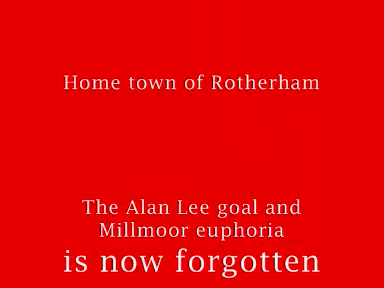 Home town of Rotherham
The Alan Lee goal and
Millmoor euphoria
is now forgotten